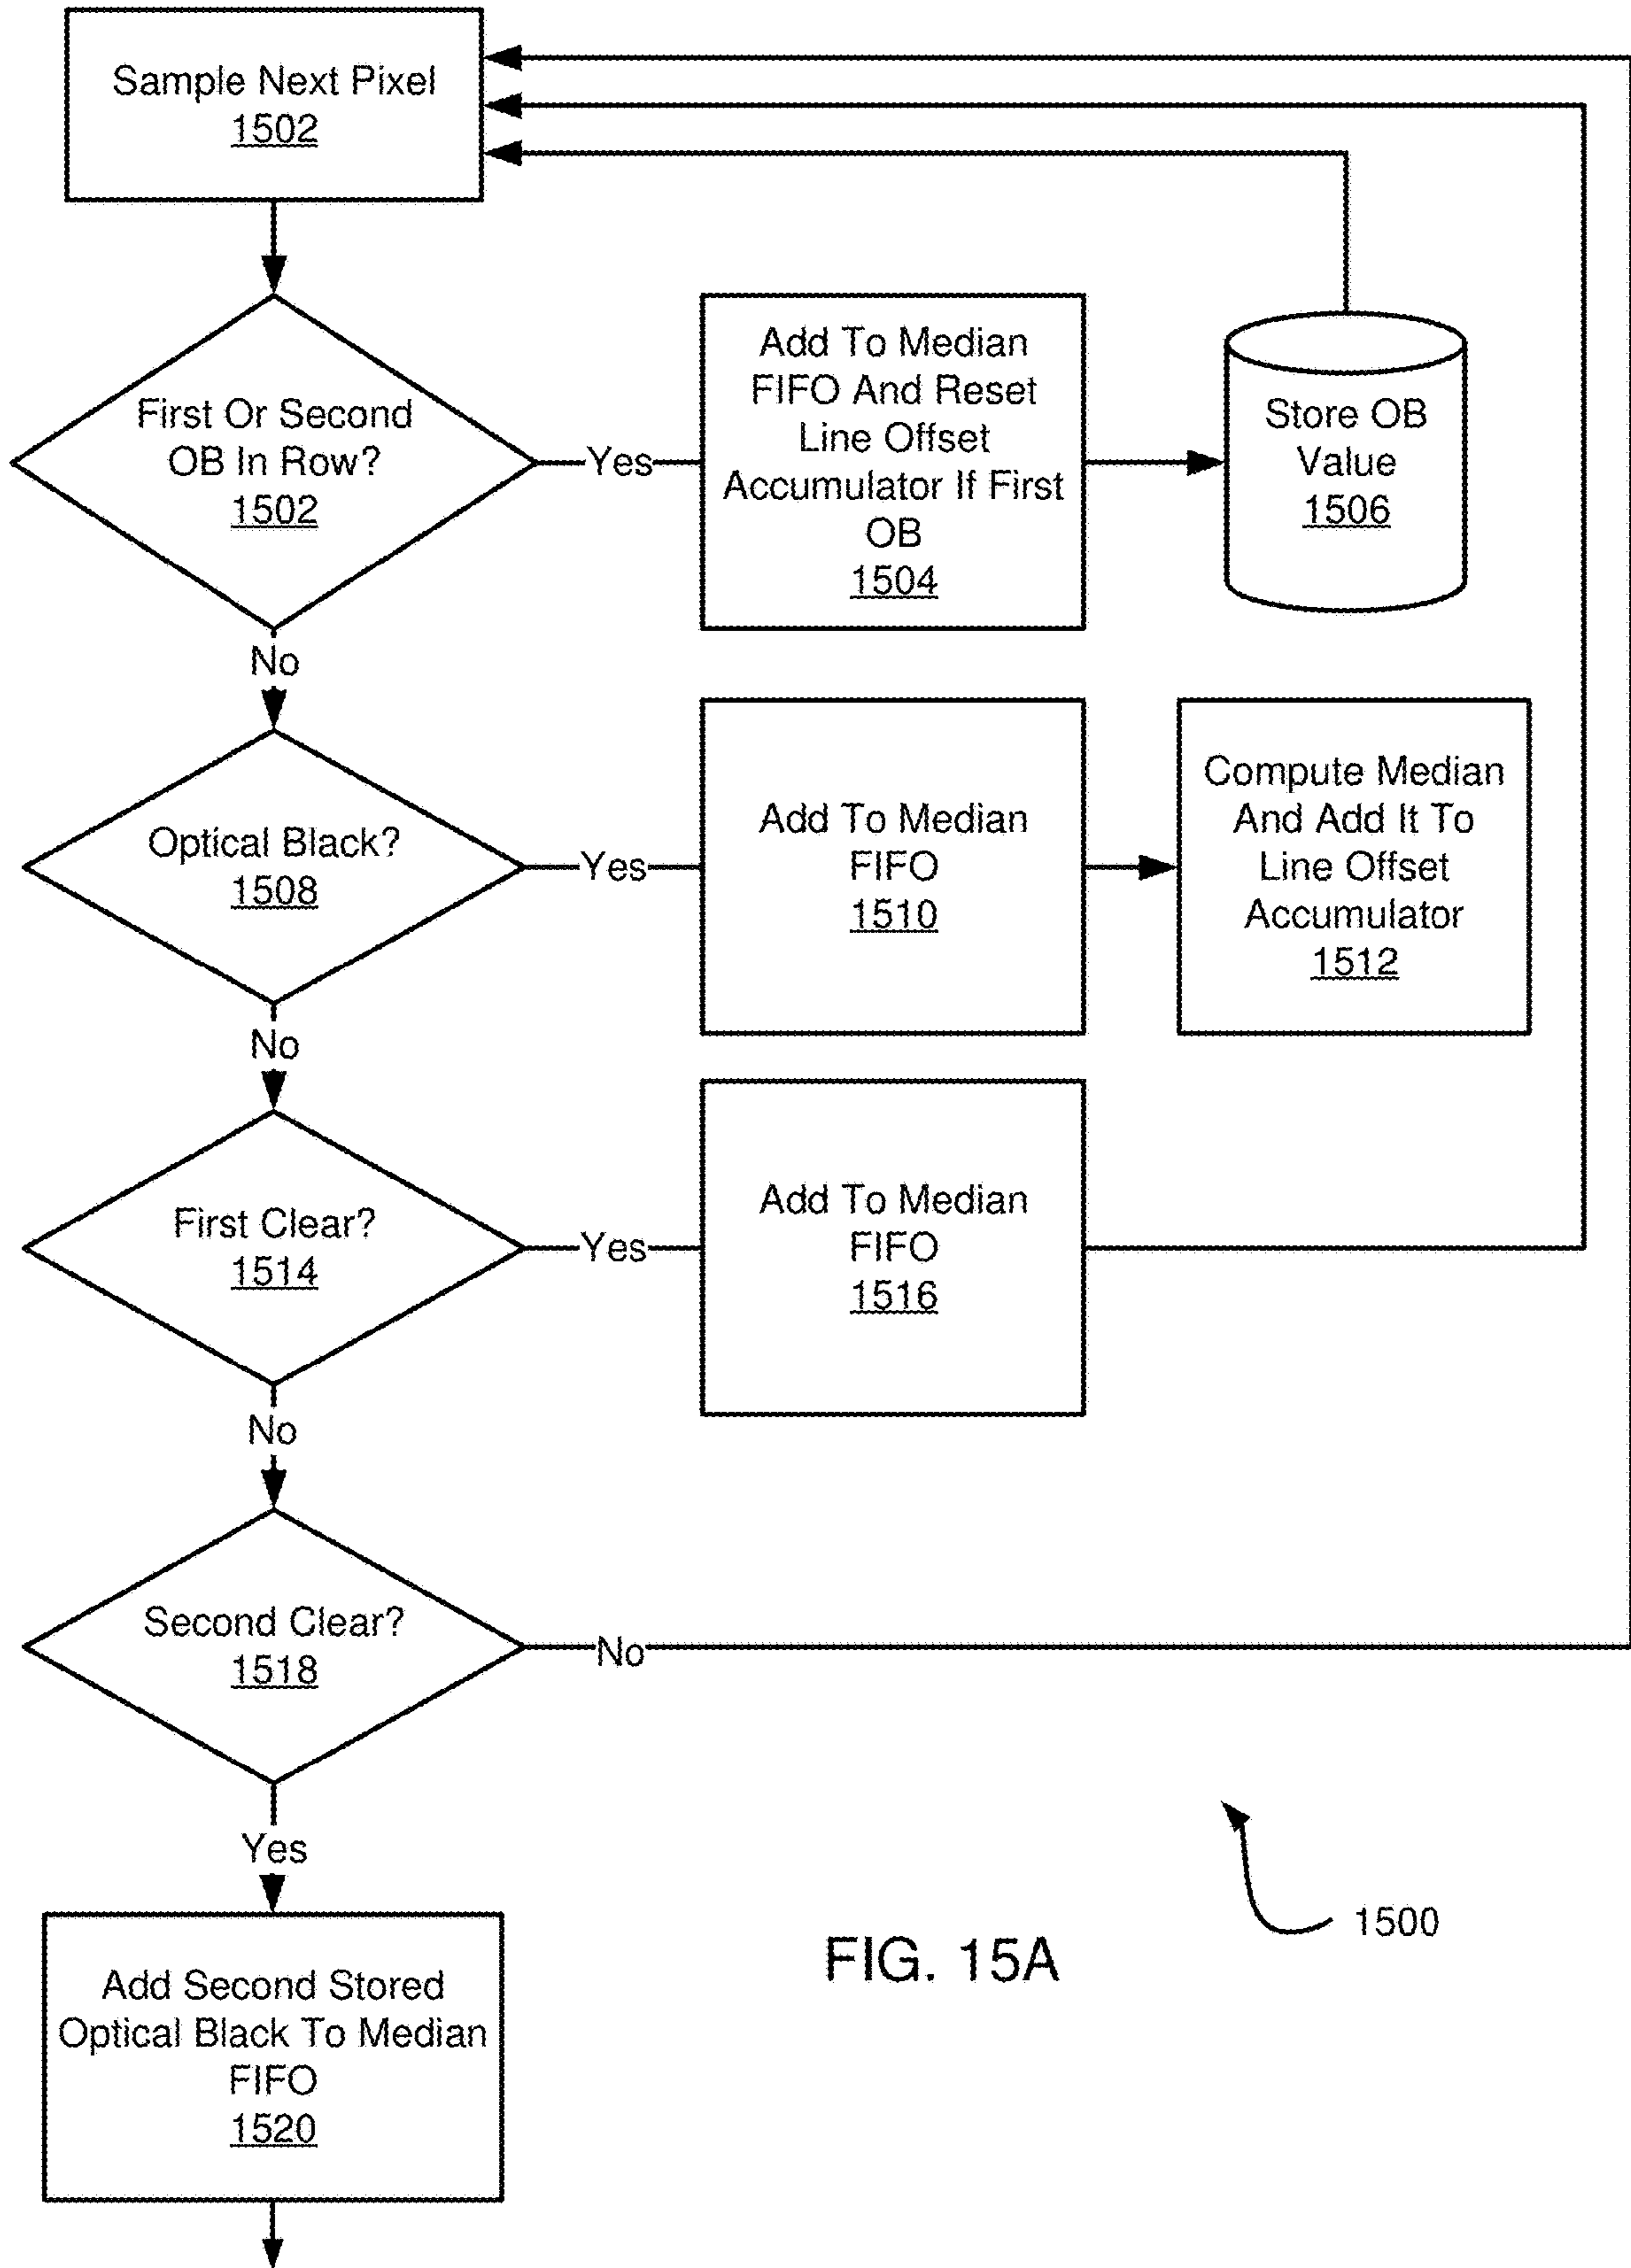 Sample Next Pixel
1502
First Or Second
OB In Row?
1502
Yes
Add To Median
FIFO And Reset
Line Offset
Accumulator If First
OB
1504
Store OB
Value
1506
No
Optical Black?
1508
Yes
Add To Median
FIFO
1510
Compute Median
And Add It To
Line Offset
Accumulator
1512
No
First Clear?
1514
Yes
Add To Median
FIFO
1516
No
Second Clear?
1518
No
Yes
Add Second Stored
Optical Black To Median
FIFO
1520
FIG. 15A
1500